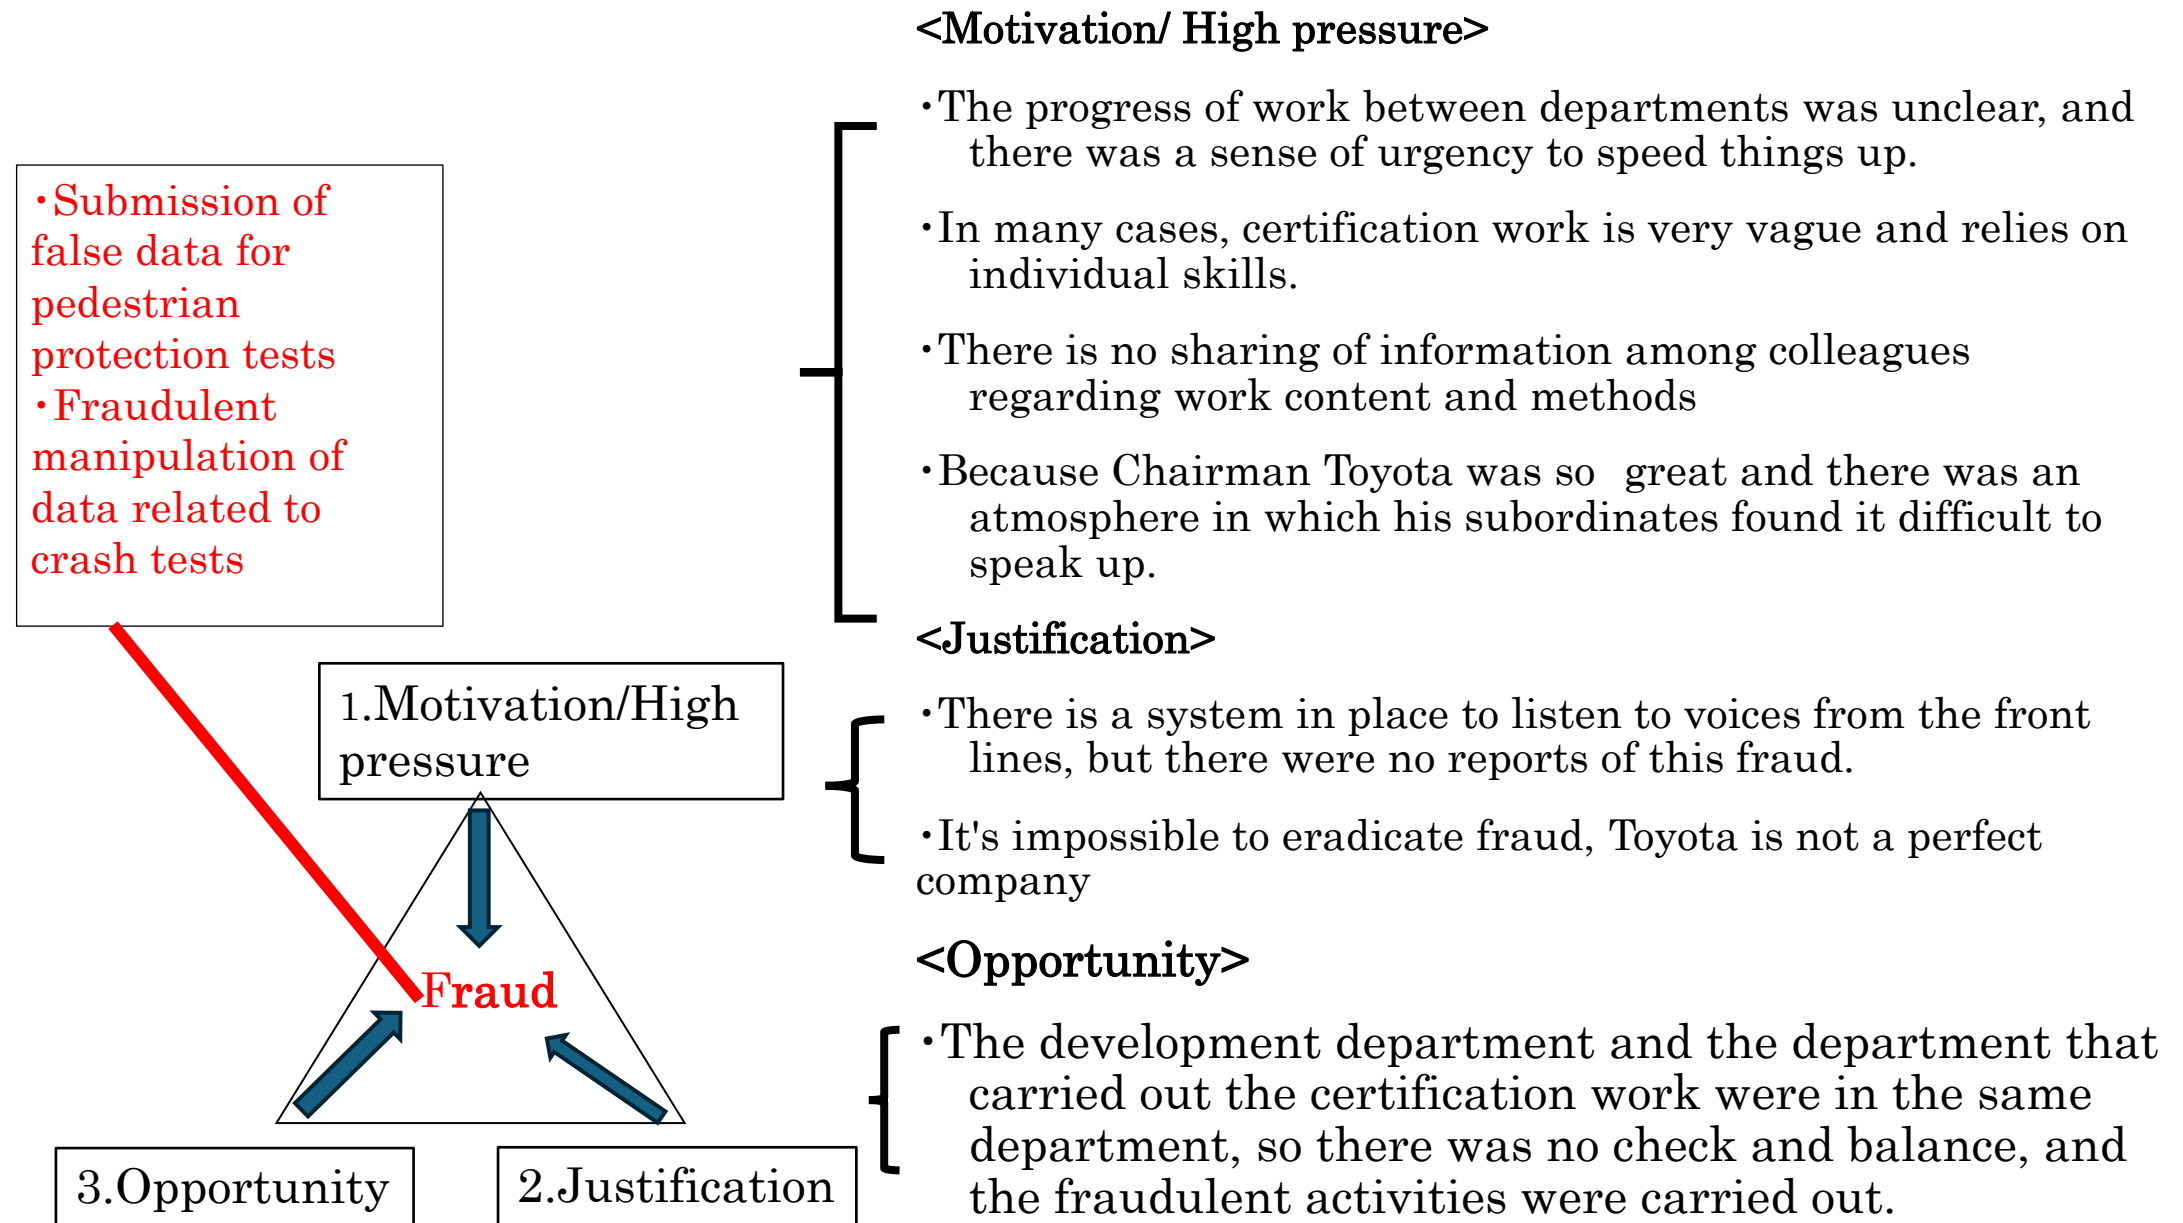 <Motivation/ High pressure>
・The progress of work between departments was unclear, and
there was a sense of urgency to speed things up.
・In many cases, certification work is very vague and relies on
individual skills.
・There is no sharing of information among colleagues
regarding work content and methods
・Because Chairman Toyota was so great and there was an
atmosphere in which his subordinates found it difficult to
speak up.
<Justification>
・There is a system in place to listen to voices from the front
lines, but there were no reports of this fraud.
・It's impossible to eradicate fraud, Toyota is not a perfect
company
<Opportunity>
・The development department and the department that
carried out the certification work were in the same
department, so there was no check and balance, and
the fraudulent activities were carried out.
・Submission of
false data for
pedestrian
protection tests
・Fraudulent
manipulation of
data related to
crash tests
1.Motivation/High
pressure
Fraud
3.Opportunity
2.Justification